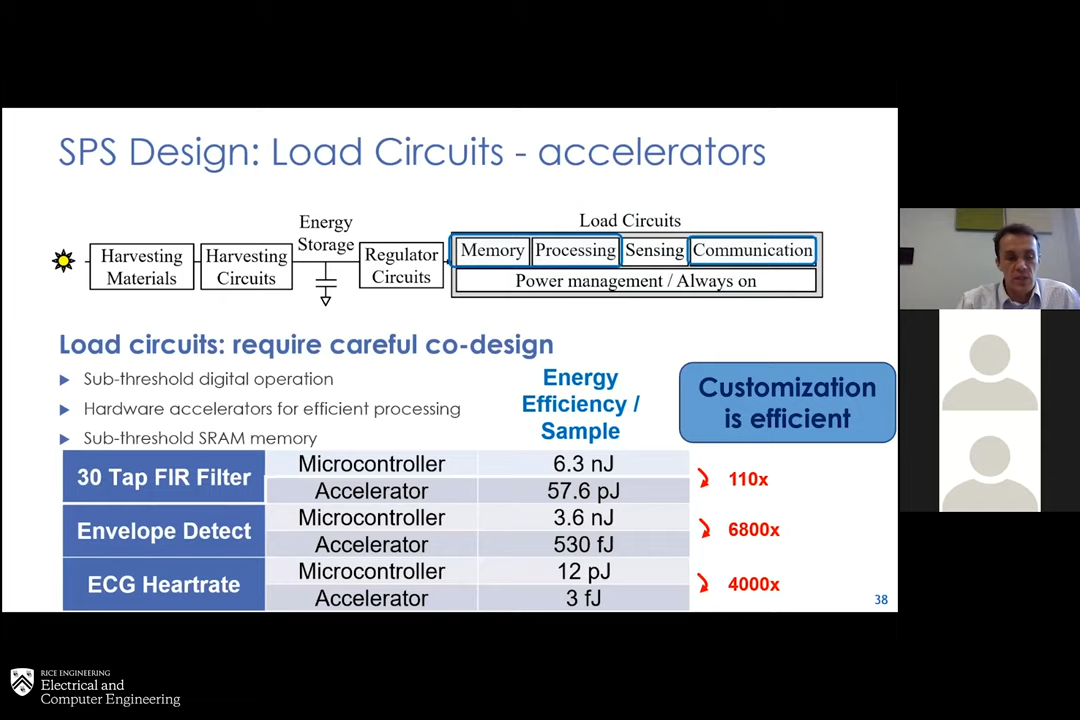 SPS Design: Load Circuits - accelerators
Energy
Storage
Load Circuits
Harvesting
Materials
Harvesting
Circuits
Regulator
Circuits
Memory Processing Sensing Communication
Power management / Always on
Load circuits: require careful co-design
Sub-threshold digital operation
Hardware accelerators for efficient processing
Sub-threshold SRAM memory
Energy
Efficiency /
Sample
Customization
is efficient
30 Tap FIR Filter
Microcontroller 6.3 nJ
Accelerator 57.6 pJ
110x
Envelope Detect
Microcontroller 3.6 nJ
Accelerator 530 fJ
6800x
ECG Heartrate
Microcontroller 12 pJ
Accelerator 3 fJ
4000x
38
RICE ENGINEERING
Electrical and
Computer Engineering